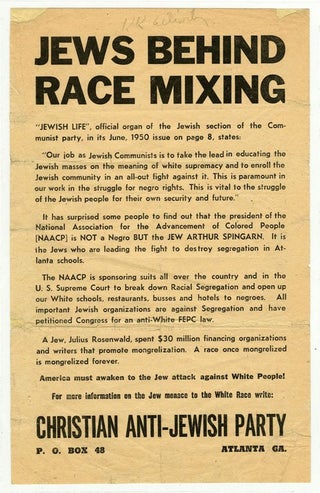 JEWS BEHIND
RACE MIXING
"JEWISH LIFE", official organ of the Jewish section of the Com-
munist party, in its June, 1950 issue on page 8, states:
"Our job as Jewish Communists is to take the lead in educating the
Jewish masses on the meaning of white supremacy and to enroll the
Jewish community in an all-out fight against it. This is paramount in
our work in the struggle for negro rights. This is vital to the struggle
of the Jewish people for their own security and future."
It has surprised some people to find out that the president of the
National Association for the Advancement of Colored People
(NAACP) is NOT a Negro BUT the JEW ARTHUR SPINGARN. It is
the Jews who are leading the fight to destroy segregation in At-
lanta schools.
The NAACP is sponsoring suits all over the country and in the
U. S. Supreme Court to break down Racial Segregation and open up
our White schools, restaurants, busses and hotels to negroes. All
important Jewish organizations are against Segregation and have
petitioned Congress for an anti-White FEPC law.
A Jew, Julius Rosenwald, spent $30 million financing organizations
and writers that promote mongrelization. A race once mongrelized
is mongrelized forever.
America must awaken to the Jew attack against White People!
For more information on the Jew menace to the White Race write:
CHRISTIAN ANTI-JEWISH PARTY
P. O. BOX 48 ATLANTA GA.